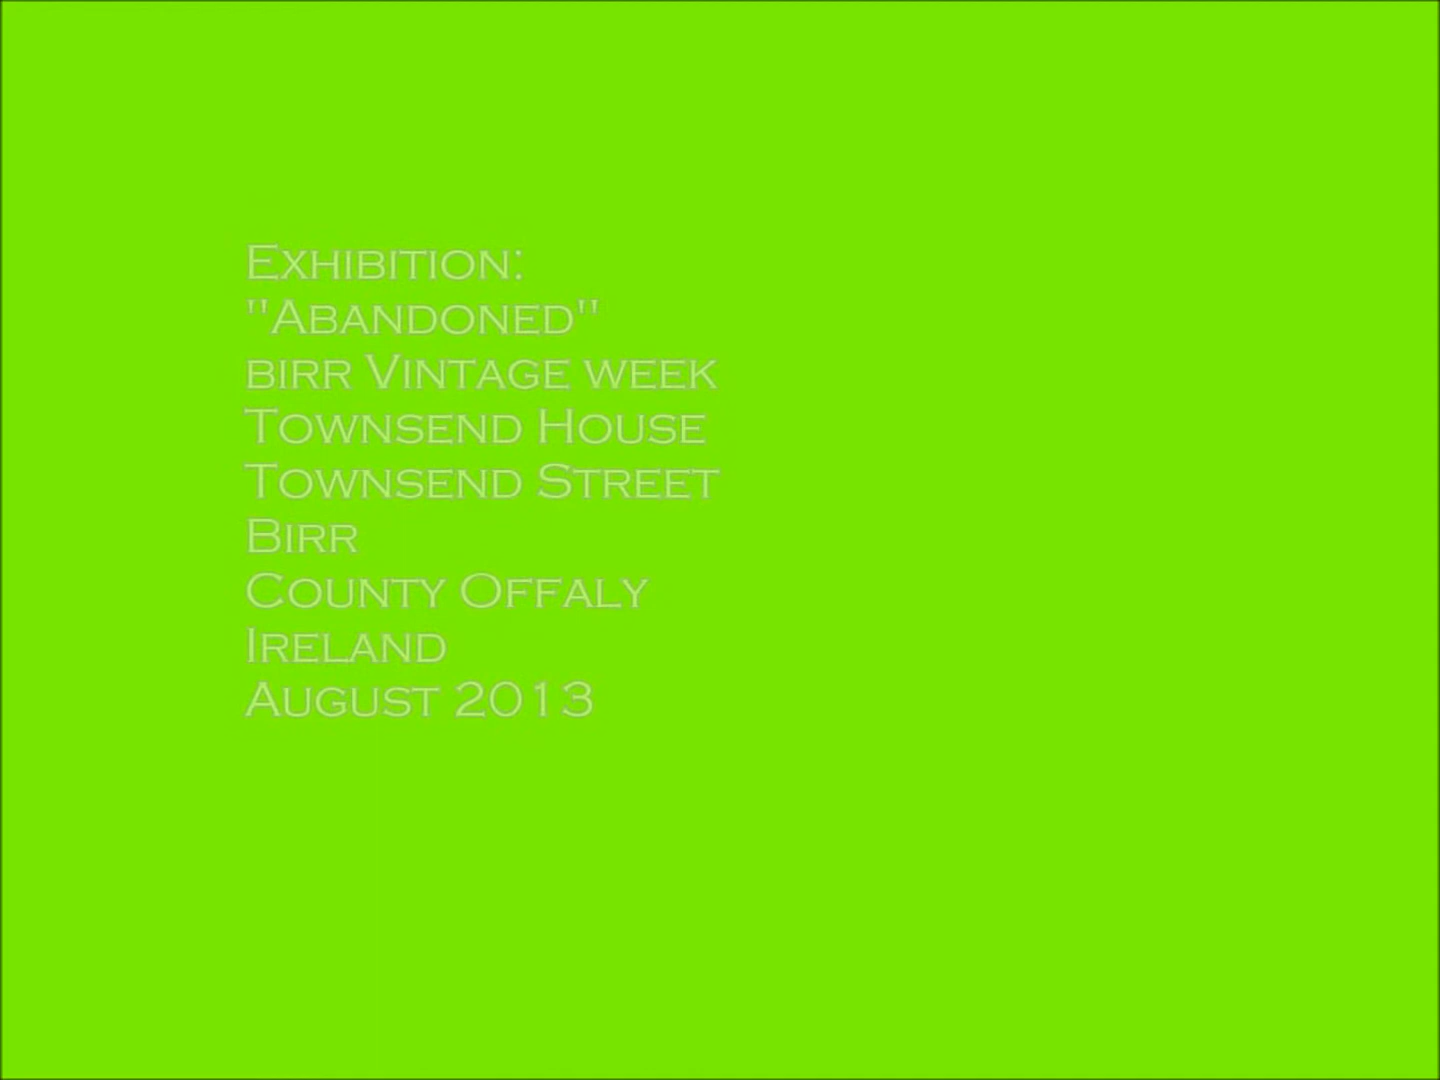 Exhibition:
"Abandoned"
birr Vintage week
Townsend House
Townsend Street
Birr
County Offaly
Ireland
August 2013